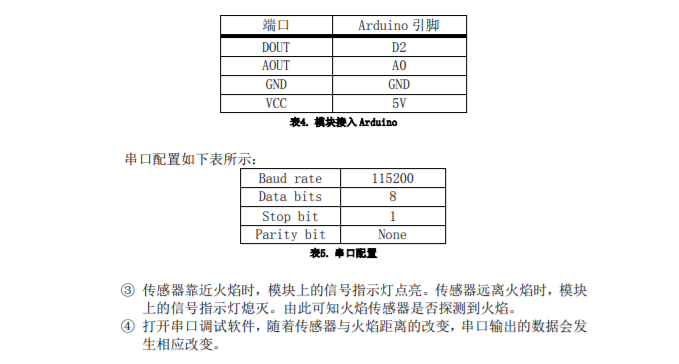 端口 Arduino 引脚
DOUT D2
AOUT A0
GND GND
VCC 5V
表4. 模块接入 Arduino
串口配置如下表所示：
Baud rate 115200
Data bits 8
Stop bit 1
Parity bit None
表5. 串口配置
③ 传感器靠近火焰时，模块上的信号指示灯点亮。传感器远离火焰时，模块
上的信号指示灯熄灭。由此可知火焰传感器是否探测到火焰。
④ 打开串口调试软件，随着传感器与火焰距离的改变，串口输出的数据会发
生相应改变。